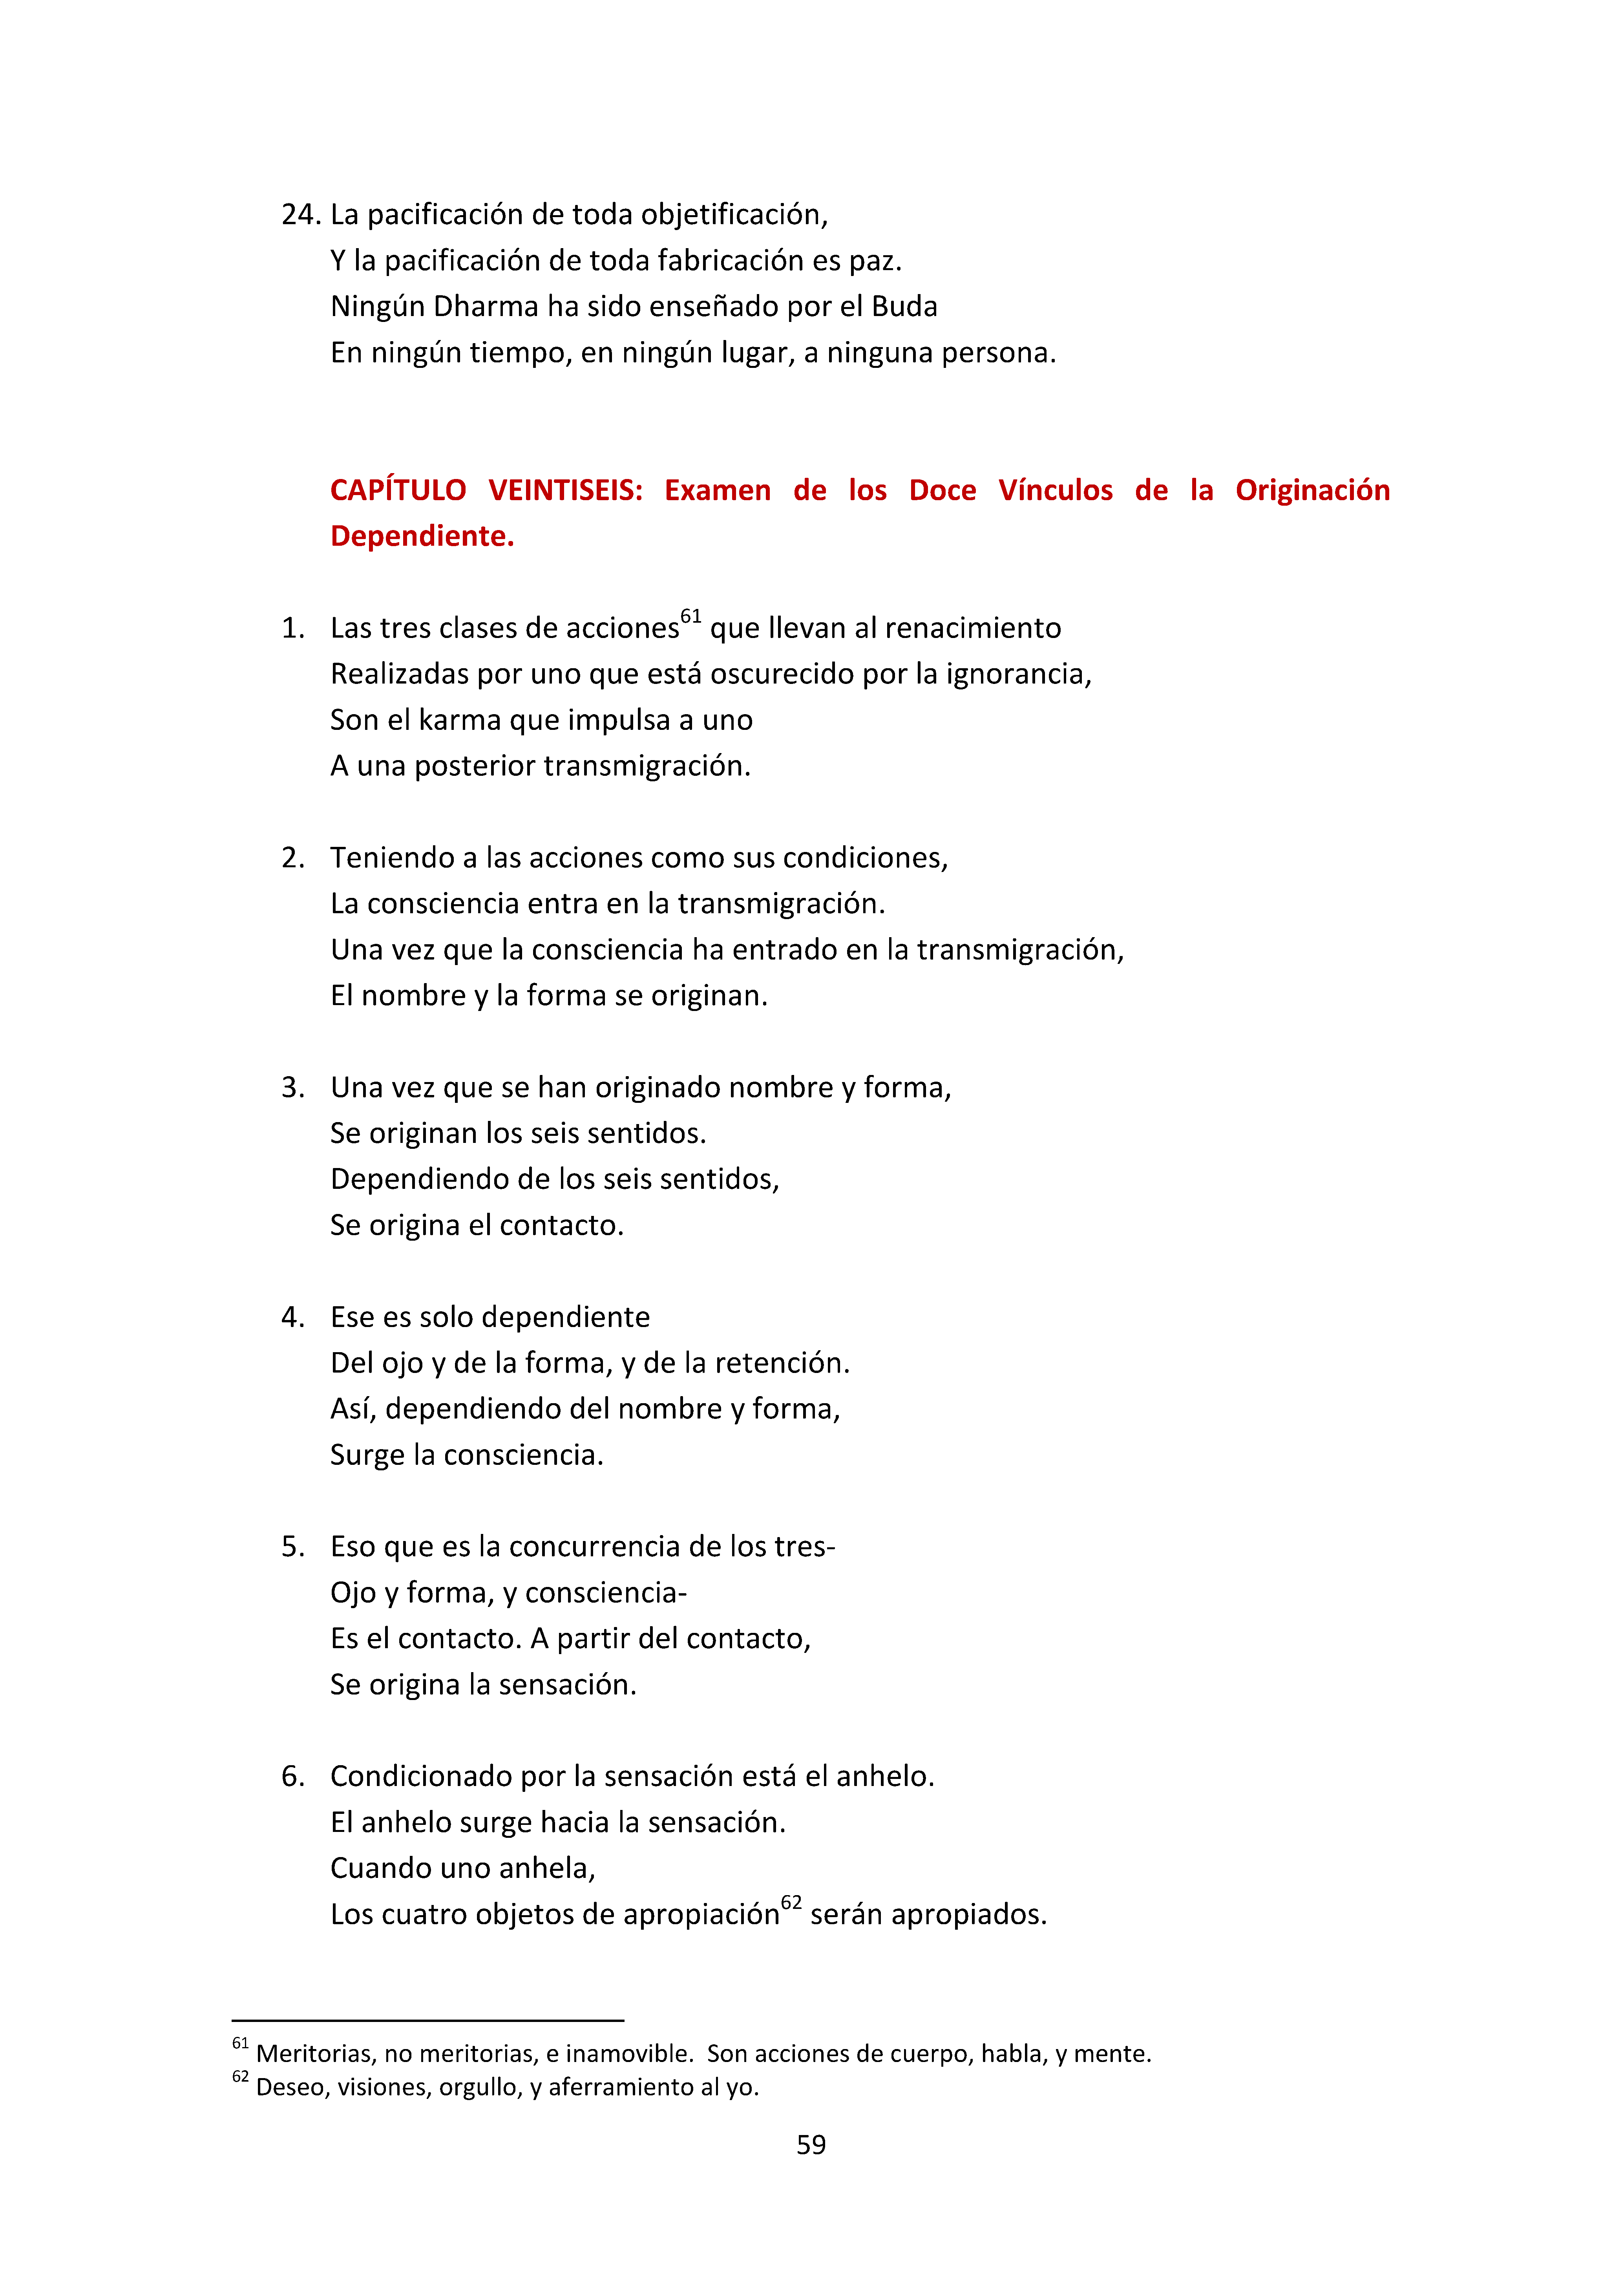 24. La pacificación de toda objetificación,
Y la pacificación de toda fabricación es paz.
Ningún Dharma ha sido enseñado por el Buda
En ningún tiempo, en ningún lugar, a ninguna persona.
CAPÍTULO VEINTISEIS: Examen de los Doce Vínculos de la Originación
Dependiente.
1. Las tres clases de acciones61 que llevan al renacimiento
Realizadas por uno que está oscurecido por la ignorancia,
Son el karma que impulsa a uno
A una posterior transmigración.
2. Teniendo a las acciones como sus condiciones,
La consciencia entra en la transmigración.
Una vez que la consciencia ha entrado en la transmigración,
El nombre y la forma se originan.
3. Una vez que se han originado nombre y forma,
Se originan los seis sentidos.
Dependiendo de los seis sentidos,
Se origina el contacto.
4. Ese es solo dependiente
Del ojo y de la forma, y de la retención.
Así, dependiendo del nombre y forma,
Surge la consciencia.
5. Eso que es la concurrencia de los tres-
Ojo y forma, y consciencia-
Es el contacto. A partir del contacto,
Se origina la sensación.
6. Condicionado por la sensación está el anhelo.
El anhelo surge hacia la sensación.
Cuando uno anhela,
Los cuatro objetos de apropiación62 serán apropiados.
61 Meritorias, no meritorias, e inamovible. Son acciones de cuerpo, habla, y mente.
62 Deseo, visiones, orgullo, y aferramiento al yo.
59